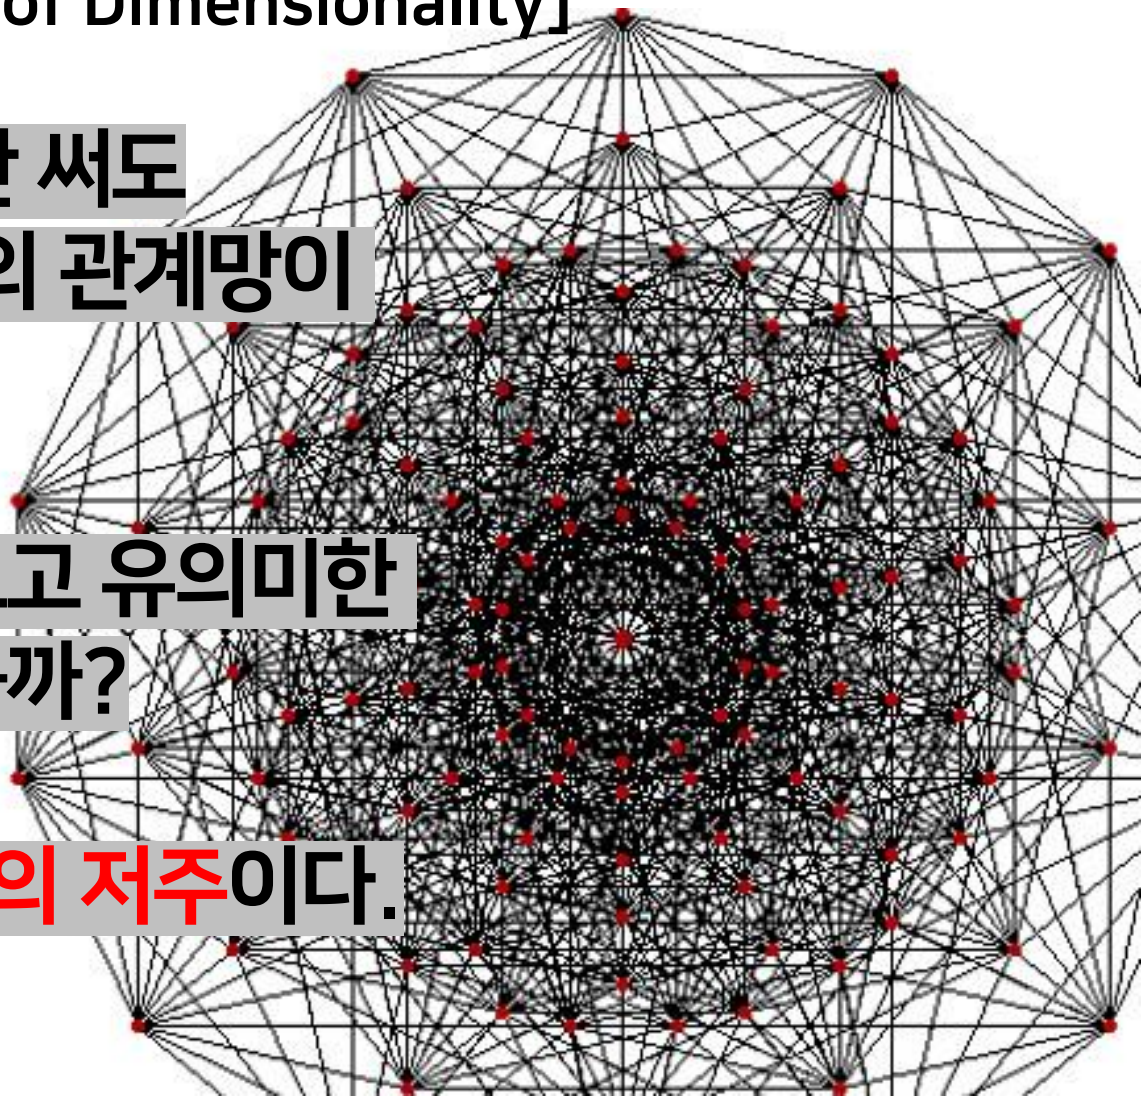 of Dimensionality]
써도
의 관계망이
고 유의미한
까?
의 저주이다.